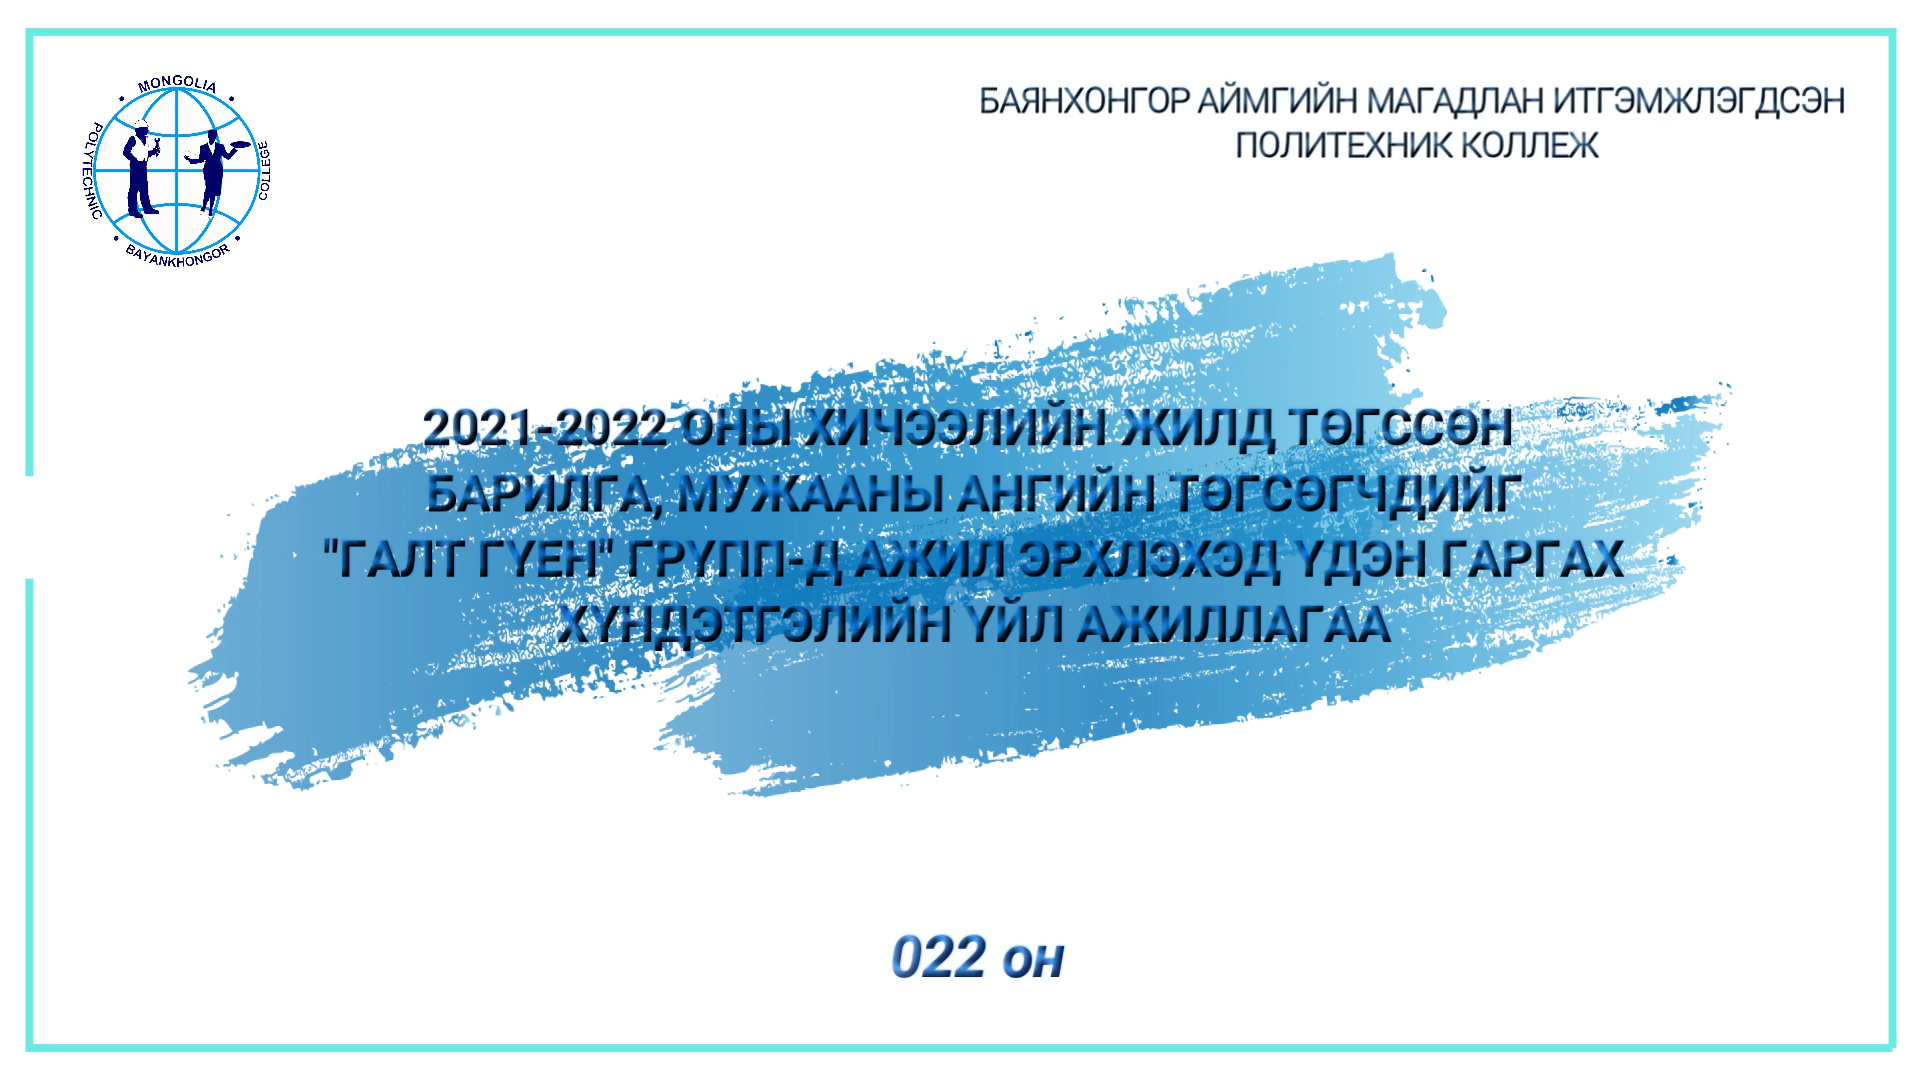 MONGOLIA
POLYTECHNIC
COLLEGE
BAYANKHONGOR
БАЯНХОНГОР АЙМГИЙН МАГАДЛАН ИТГЭМЖЛЭГДСЭН
ПОЛИТЕХНИК КОЛЛЕЖ
2021-2022 ОНЫ ХИЧЭЭЛИЙН ЖИЛД ТӨГССӨН
БАРИЛГА, МУЖААНЫ АНГИЙН ТӨГСӨГЧДИЙГ
"ГАЛТ ГҮЕН" ГРУПП-Д АЖИЛ ЭРХЛЭХЭД ҮДЭН ГАРГАХ
ХҮНДЭТГЭЛИЙН ҮЙЛ АЖИЛЛАГАА
022 он